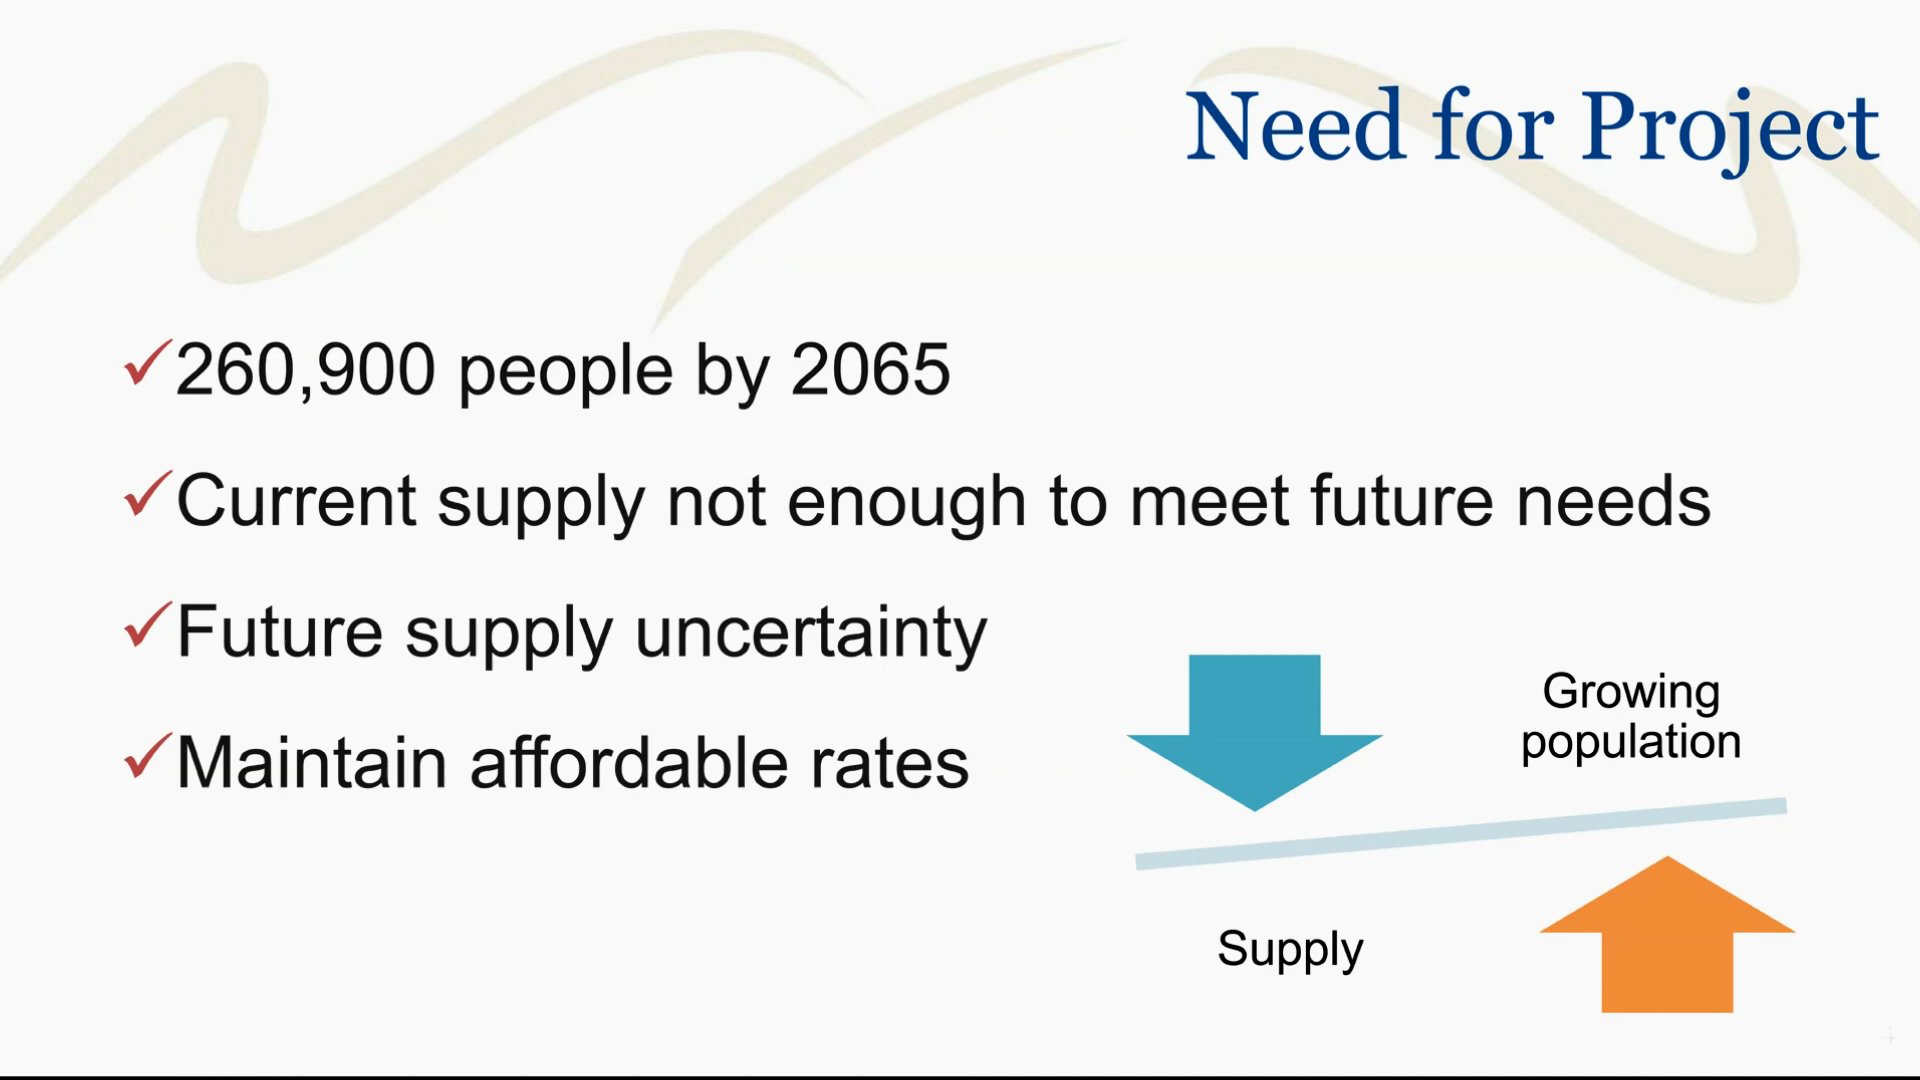 Need for Project
260,900 people by 2065
Current supply not enough to meet future needs
Future supply uncertainty
Maintain affordable rates
Growing
population
Supply